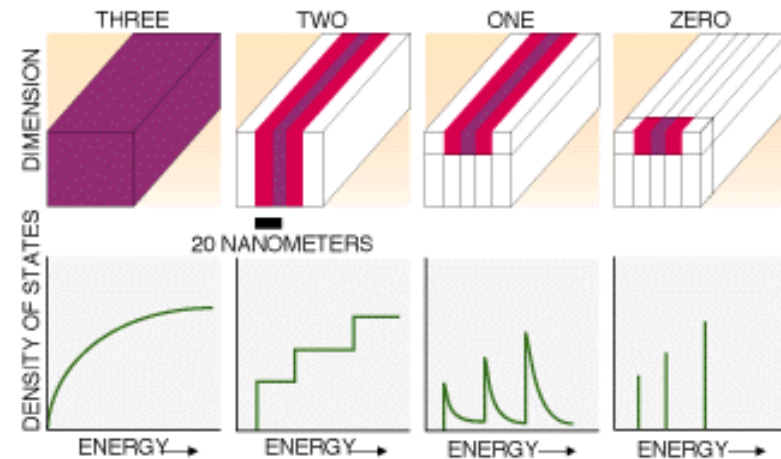 THREE TWO ONE ZERO
DIMENSION
20 NANOMETERS
DENSITY OF STATES
ENERGY ENERGY ENERGY ENERGY